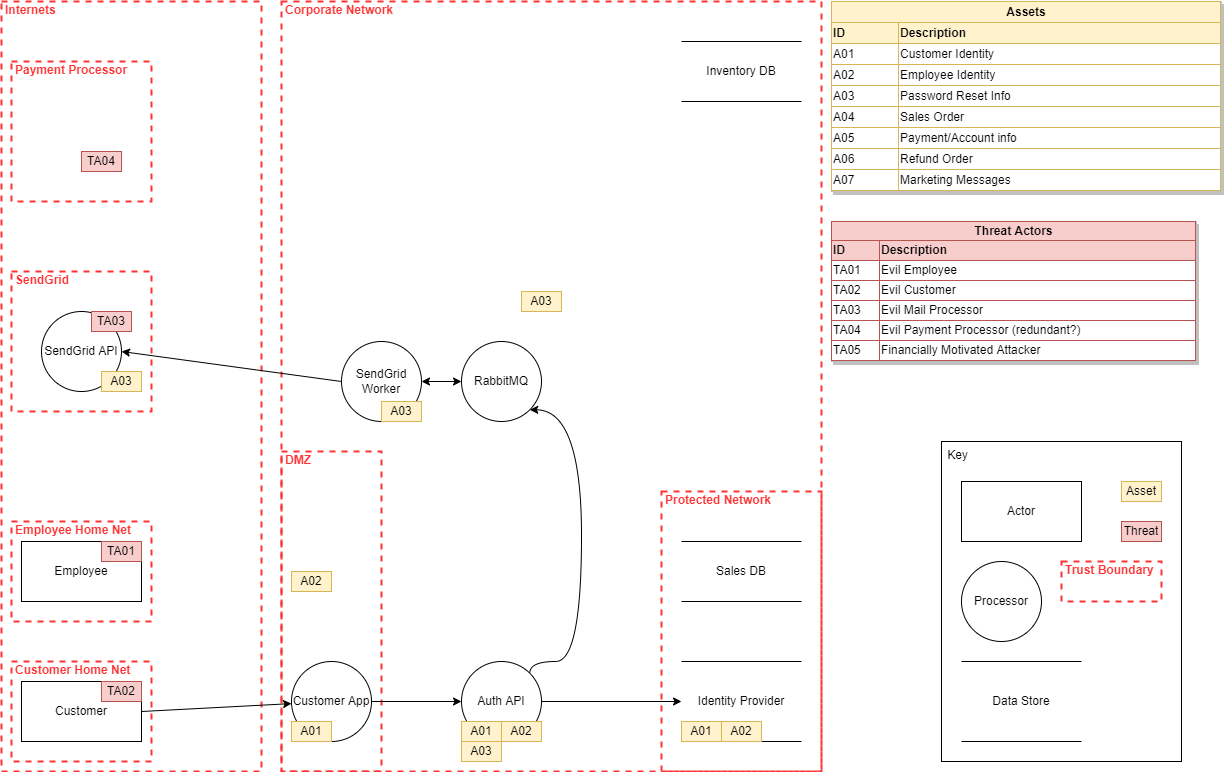 Internets
Payment Processor
TA04
SendGrid
TA03
SendGrid API
A03
Employee Home Net
TA01
Employee
Customer Home Net
TA02
Customer
Corporate Network
Inventory DB
A03
SendGrid
Worker
A03
RabbitMQ
DMZ
A02
Customer App
A01
Auth API
A01 A02
A03
Protected Network
Sales DB
Identity Provider
A01 A02
Assets
ID Description
A01 Customer Identity
A02 Employee Identity
A03 Password Reset Info
A04 Sales Order
A05 Payment/Account info
A06 Refund Order
A07 Marketing Messages
Threat Actors
ID Description
TA01 Evil Employee
TA02 Evil Customer
TA03 Evil Mail Processor
TA04 Evil Payment Processor (redundant?)
TA05 Financially Motivated Attacker
Key
Actor
Asset
Threat
Trust Boundary
Processor
Data Store